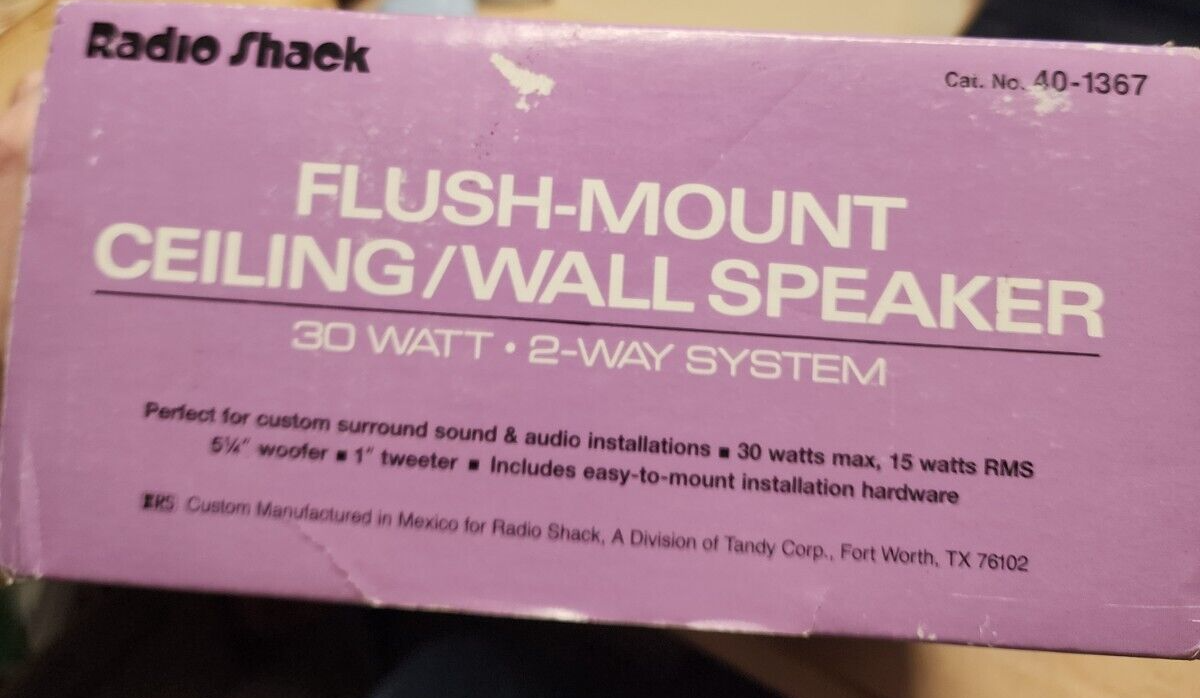 Radio Shack
Cat. No. 40-1367
FLUSH-MOUNT
CEILING/WALL SPEAKER
30 WATT • 2-WAY SYSTEM
Perfect for custom surround sound & audio installations ■ 30 watts max, 15 watts RMS
5¼" woofer ■ 1" tweeter ■ Includes easy-to-mount installation hardware
Custom Manufactured in Mexico for Radio Shack, A Division of Tandy Corp., Fort Worth, TX 76102